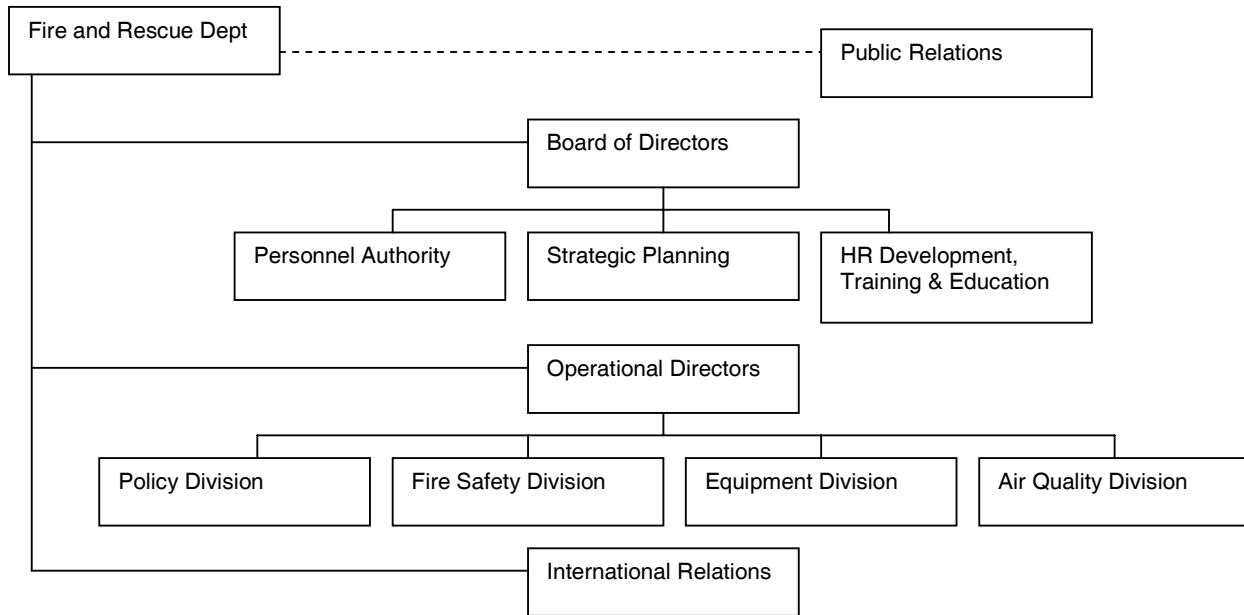 Fire and Rescue Dept
Public Relations
Board of Directors
Personnel Authority
Strategic Planning
HR Development,
Training & Education
Operational Directors
Policy Division
Fire Safety Division
Equipment Division
Air Quality Division
International Relations